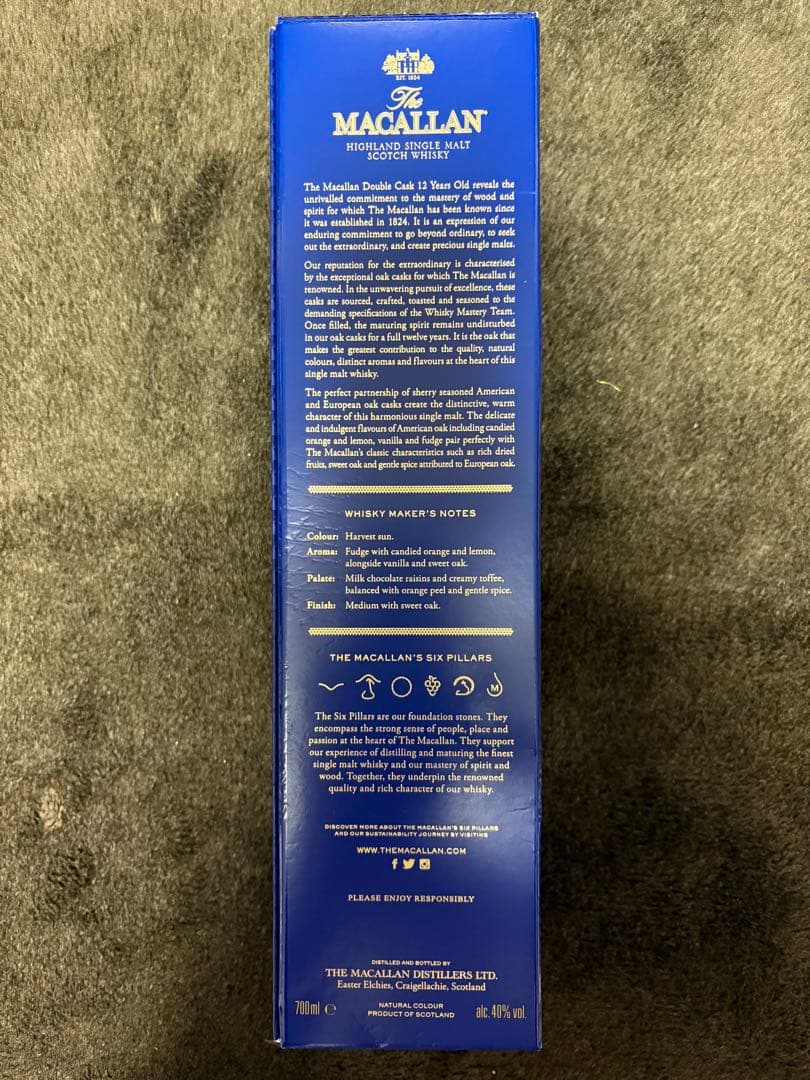 EST. 1824
The
MACALLAN
HIGHLAND SINGLE MALT
SCOTCH WHISKY
The Macallan Double Cask 12 Years Old reveals the
unrivalled commitment to the mastery of wood and
spirit for which The Macallan has been known since
it was established in 1824. It is an expression of our
enduring commitment to go beyond ordinary, to seek
out the extraordinary, and create precious single malts.
Our reputation for the extraordinary is characterised
by the exceptional oak casks for which The Macallan is
renowned. In the unwavering pursuit of excellence, these
casks are sourced, crafted, toasted and seasoned to the
demanding specifications of the Whisky Mastery Team.
Once filled, the maturing spirit remains undisturbed
in our oak casks for a full twelve years. It is the oak that
makes the greatest contribution to the quality, natural
colours, distinct aromas and flavours at the heart of this
single malt whisky.
The perfect partnership of sherry seasoned American
and European oak casks create the distinctive, warm
character of this harmonious single malt. The delicate
and indulgent flavours of American oak including candied
orange and lemon, vanilla and fudge pair perfectly with
The Macallan's classic characteristics such as rich dried
fruits, sweet oak and gentle spice attributed to European oak.
WHISKY MAKER'S NOTES
Colour: Harvest sun.
Aroma: Fudge with candied orange and lemon,
alongside vanilla and sweet oak.
Palate: Milk chocolate raisins and creamy toffee,
balanced with orange peel and gentle spice.
Finish: Medium with sweet oak.
THE MACALLAN'S SIX PILLARS
M
The Six Pillars are our foundation stones. They
encompass the strong sense of people, place and
passion at the heart of The Macallan. They support
our experience of distilling and maturing the finest
single malt whisky and our mastery of spirit and
wood. Together, they underpin the renowned
quality and rich character of our whisky.
DISCOVER MORE ABOUT THE MACALLAN'S SIX PILLARS
AND OUR SUSTAINABILITY JOURNEY BY VISITING
WWW.THEMACALLAN.COM
PLEASE ENJOY RESPONSIBLY
DISTILLED AND BOTTLED BY
THE MACALLAN DISTILLERS LTD.
Easter Elchies, Craigellachie, Scotland
700ml ℮ NATURAL COLOUR alc. 40% vol.
PRODUCT OF SCOTLAND